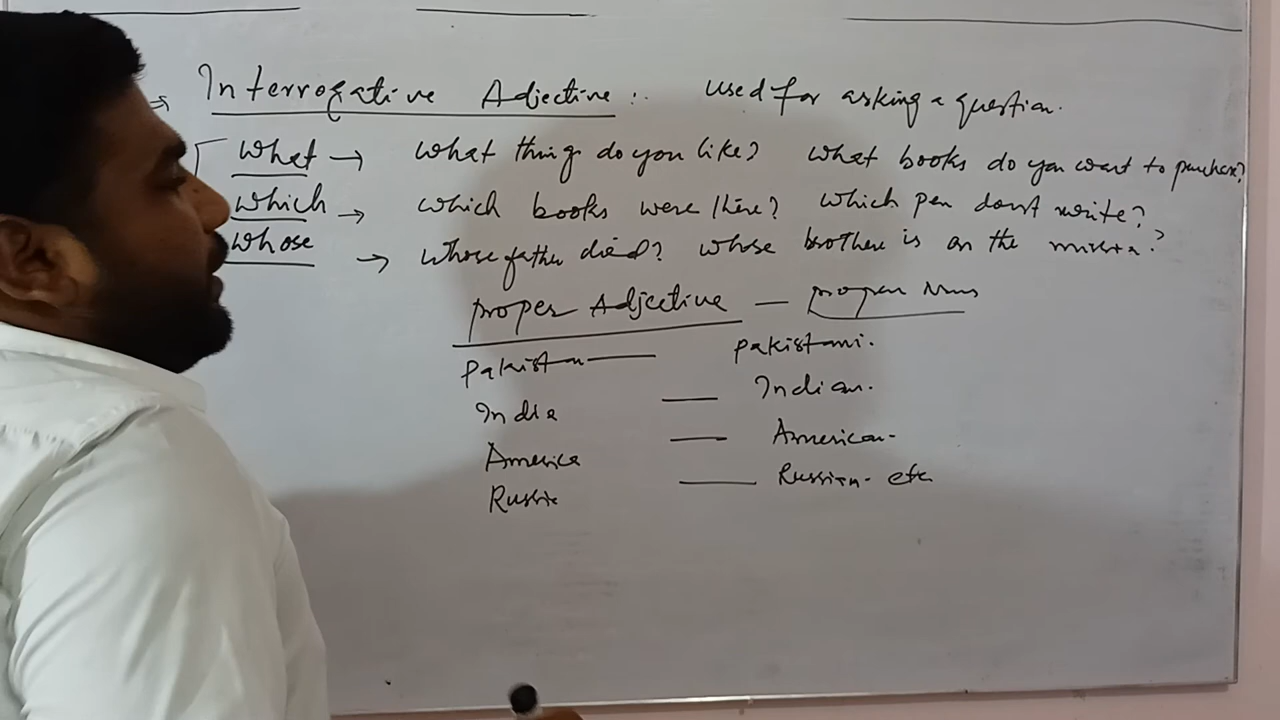 Interrogative Adjective :. used for asking a question.
What → What thing do you like? What books do you want to purchase?
Which → Which books were there? Which pen don't write?
Whose → Whose father died? Whose brother is on the
Proper Adjective — proper
Pakistan — Pakistani.
India — Indian.
America — American-
Russia — Russian- etc